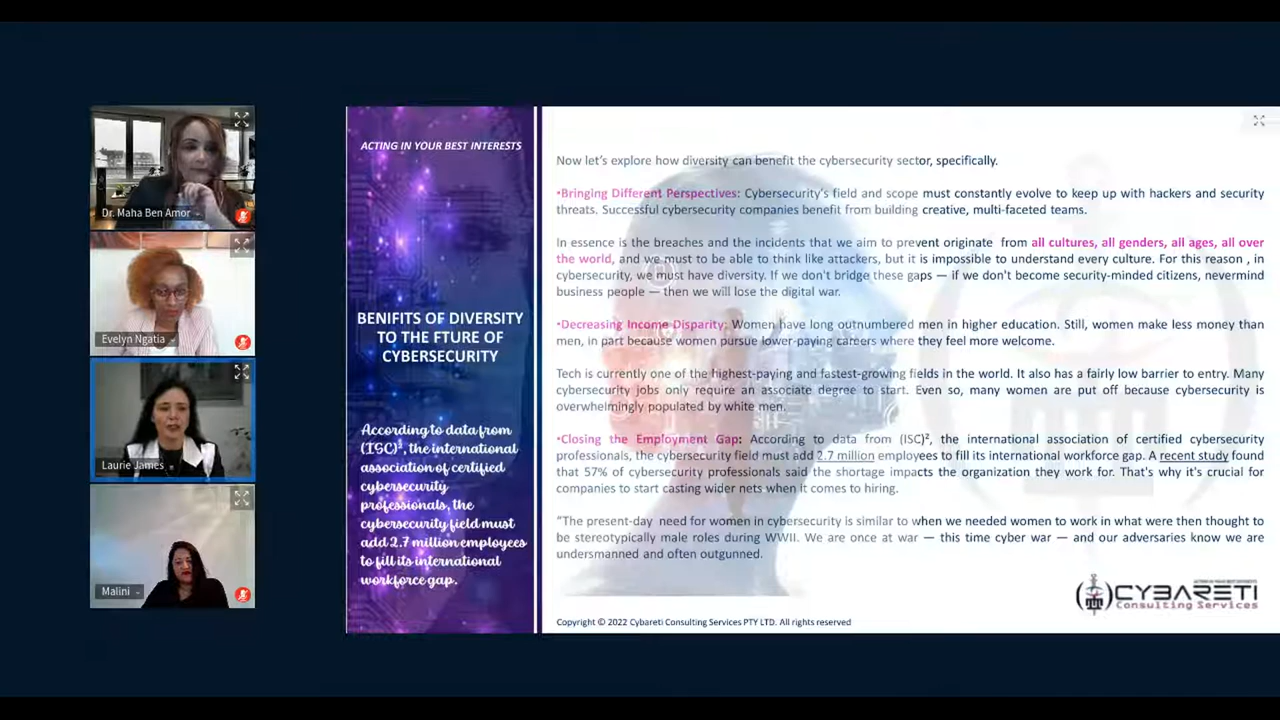 Dr. Maha Ben Amor
Evelyn Ngatia
Laurie James
Malini
ACTING IN YOUR BEST INTERESTS
BENIFITS OF DIVERSITY
TO THE FTURE OF
CYBERSECURITY
According to data from
(ISC)², the international
association of certified
cybersecurity
professionals, the
cybersecurity field must
add 2.7 million employees
to fill its international
workforce gap.
Now let's explore how diversity can benefit the cybersecurity sector, specifically.
•Bringing Different Perspectives: Cybersecurity's field and scope must constantly evolve to keep up with hackers and security
threats. Successful cybersecurity companies benefit from building creative, multi-faceted teams.
In essence is the breaches and the incidents that we aim to prevent originate from all cultures, all genders, all ages, all over
the world, and we must to be able to think like attackers, but it is impossible to understand every culture. For this reason , in
cybersecurity, we must have diversity. If we don't bridge these gaps — if we don't become security-minded citizens, nevermind
business people — then we will lose the digital war.
•Decreasing Income Disparity: Women have long outnumbered men in higher education. Still, women make less money than
men, in part because women pursue lower-paying careers where they feel more welcome.
Tech is currently one of the highest-paying and fastest-growing fields in the world. It also has a fairly low barrier to entry. Many
cybersecurity jobs only require an associate degree to start. Even so, many women are put off because cybersecurity is
overwhelmingly populated by white men.
•Closing the Employment Gap: According to data from (ISC)², the international association of certified cybersecurity
professionals, the cybersecurity field must add 2.7 million employees to fill its international workforce gap. A recent study found
that 57% of cybersecurity professionals said the shortage impacts the organization they work for. That's why it's crucial for
companies to start casting wider nets when it comes to hiring.
"The present-day need for women in cybersecurity is similar to when we needed women to work in what were then thought to
be stereotypically male roles during WWII. We are once at war — this time cyber war — and our adversaries know we are
undersmanned and often outgunned.
CYBARETI
Consulting Services
Copyright © 2022 Cybareti Consulting Services PTY LTD. All rights reserved